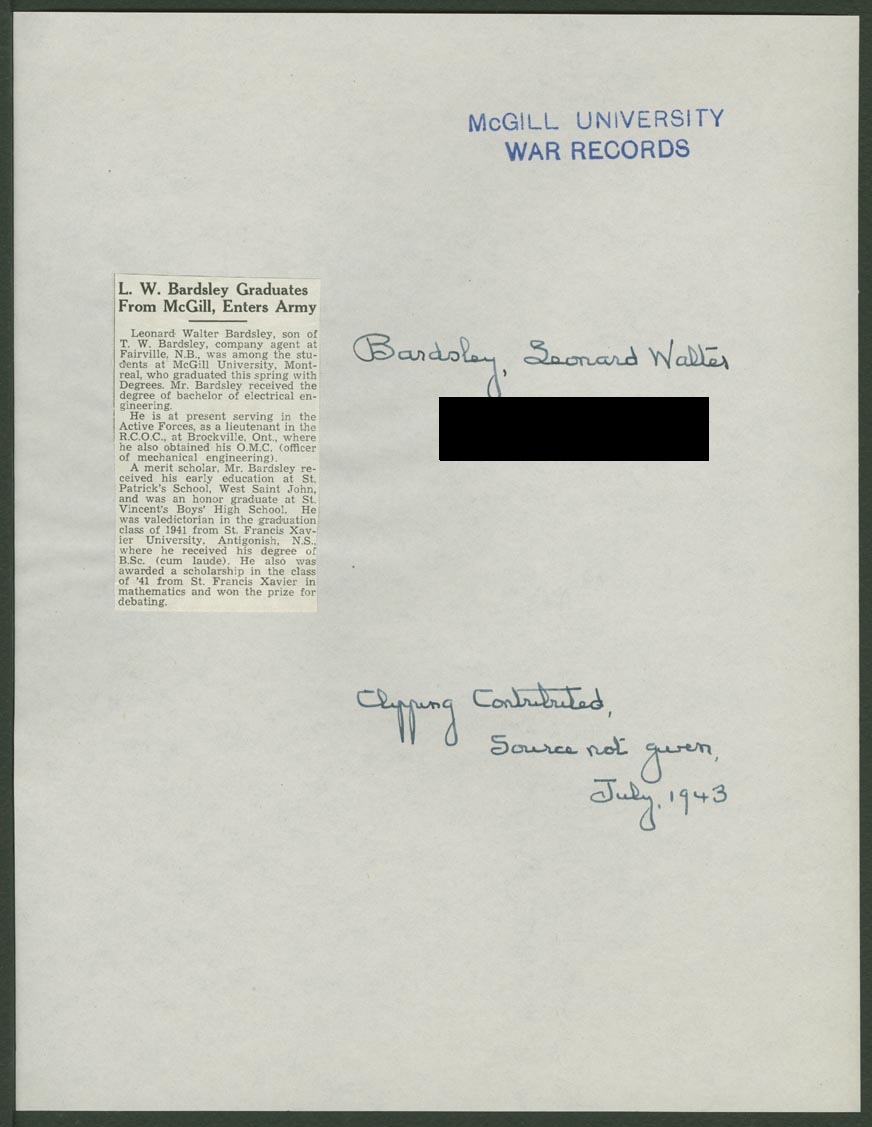 McGILL UNIVERSITY
WAR RECORDS
L. W. Bardsley Graduates
From McGill, Enters Army
Leonard Walter Bardsley, son of
T. W. Bardsley, company agent at
Fairville, N.B., was among the stu-
dents at McGill University, Mont-
real, who graduated this spring with
Degrees. Mr. Bardsley received the
degree of bachelor of electrical en-
gineering.
He is at present serving in the
Active Forces, as a lieutenant in the
R.C.O.C., at Brockville, Ont., where
he also obtained his O.M.C. (officer
of mechanical engineering).
A merit scholar, Mr. Bardsley re-
ceived his early education at St.
Patrick's School, West Saint John,
and was an honor graduate at St.
Vincent's Boys' High School. He
was valedictorian in the graduation
class of 1941 from St. Francis Xav-
ier University, Antigonish, N.S.,
where he received his degree of
B.Sc. (cum laude). He also was
awarded a scholarship in the class
of '41 from St. Francis Xavier in
mathematics and won the prize for
debating.
Bardsley, Leonard Walter
Clipping Contributed,
Source not given,
July, 1943